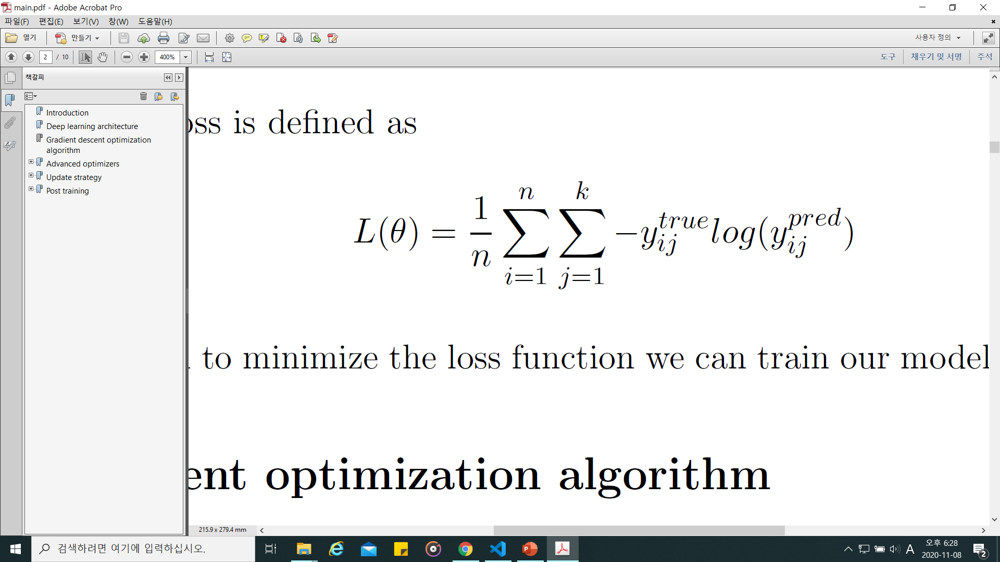 main.pdf - Adobe Acrobat Pro
파일(F) 편집(E) 보기(V) 창(W) 도움말(H)
열기 만들기 사용자 정의
2 / 10 400% 도구 채우기 및 서명 주석
책갈피
Introduction
Deep learning architecture
Gradient descent optimization
algorithm
Advanced optimizers
Update strategy
Post training
oss is defined as
L(θ) = \frac{1}{n} \sum_{i=1}^{n} \sum_{j=1}^{k} -y_{ij}^{true} log(y_{ij}^{pred})
to minimize the loss function we can train our model
ent optimization algorithm
215.9 x 279.4 mm
검색하려면 여기에 입력하십시오.
A 오후 6:28
2020-11-08
2